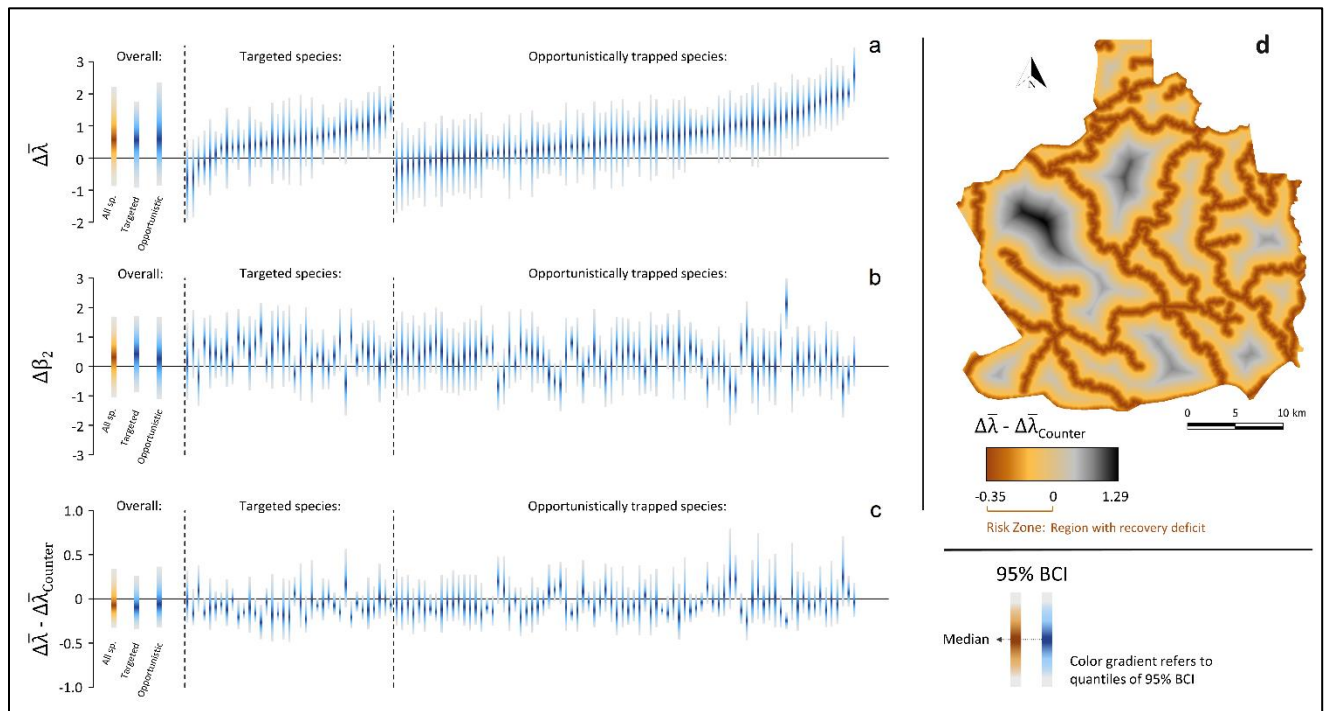 Overall:
Targeted species:
Opportunistically trapped species:
a
3
2
1
0
-1
-2
Δλ̄
All sp.
Targeted
Opportunistic
Overall:
Targeted species:
Opportunistically trapped species:
b
3
2
1
0
-1
-2
-3
Δβ₂
All sp.
Targeted
Opportunistic
Overall:
Targeted species:
Opportunistically trapped species:
c
1.0
0.5
0
-0.5
-1.0
Δλ̄ - Δλ̄Counter
All sp.
Targeted
Opportunistic
d
0 5 10 km
Δλ̄ - Δλ̄Counter
-0.35 0 1.29
Risk Zone: Region with recovery deficit
95% BCI
Median
Color gradient refers to
quantiles of 95% BCI